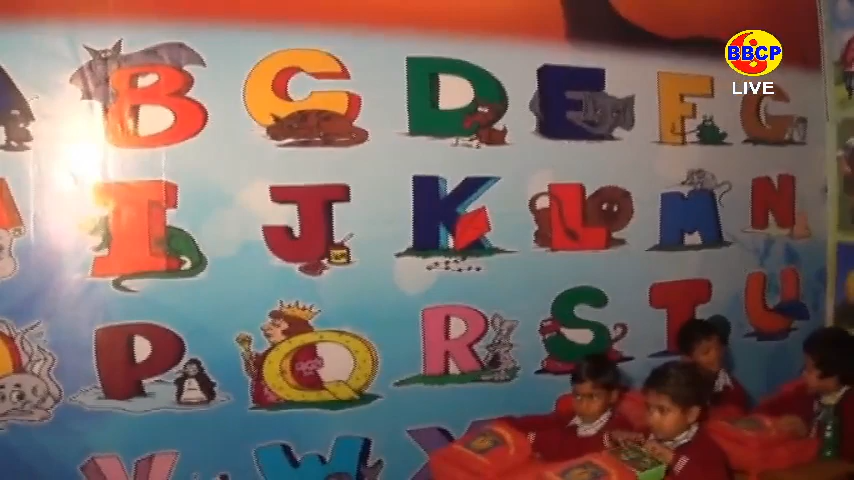 BBCP
LIVE
B C D E F G
I J K L M N
P Q R S T U
V W X